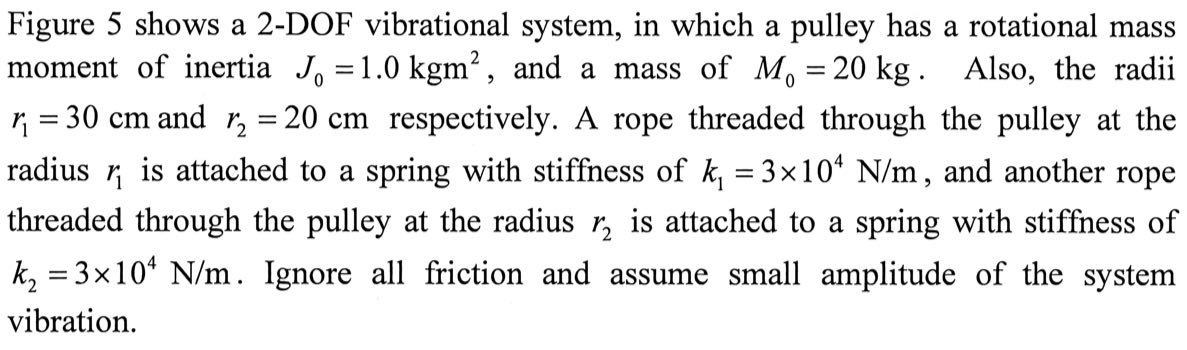 Figure 5 shows a 2-DOF vibrational system, in which a pulley has a rotational mass
moment of inertia J₀ = 1.0 kgm², and a mass of M₀ = 20 kg. Also, the radii
r₁ = 30 cm and r₂ = 20 cm respectively. A rope threaded through the pulley at the
radius r₁ is attached to a spring with stiffness of k₁ = 3×10⁴ N/m, and another rope
threaded through the pulley at the radius r₂ is attached to a spring with stiffness of
k₂ = 3×10⁴ N/m. Ignore all friction and assume small amplitude of the system
vibration.